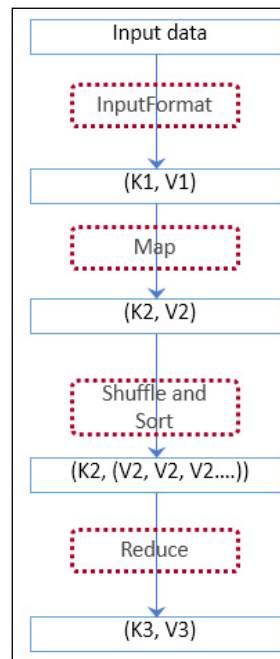 Input data
InputFormat
(K1, V1)
Map
(K2, V2)
Shuffle and
Sort
(K2, (V2, V2, V2....))
Reduce
(K3, V3)